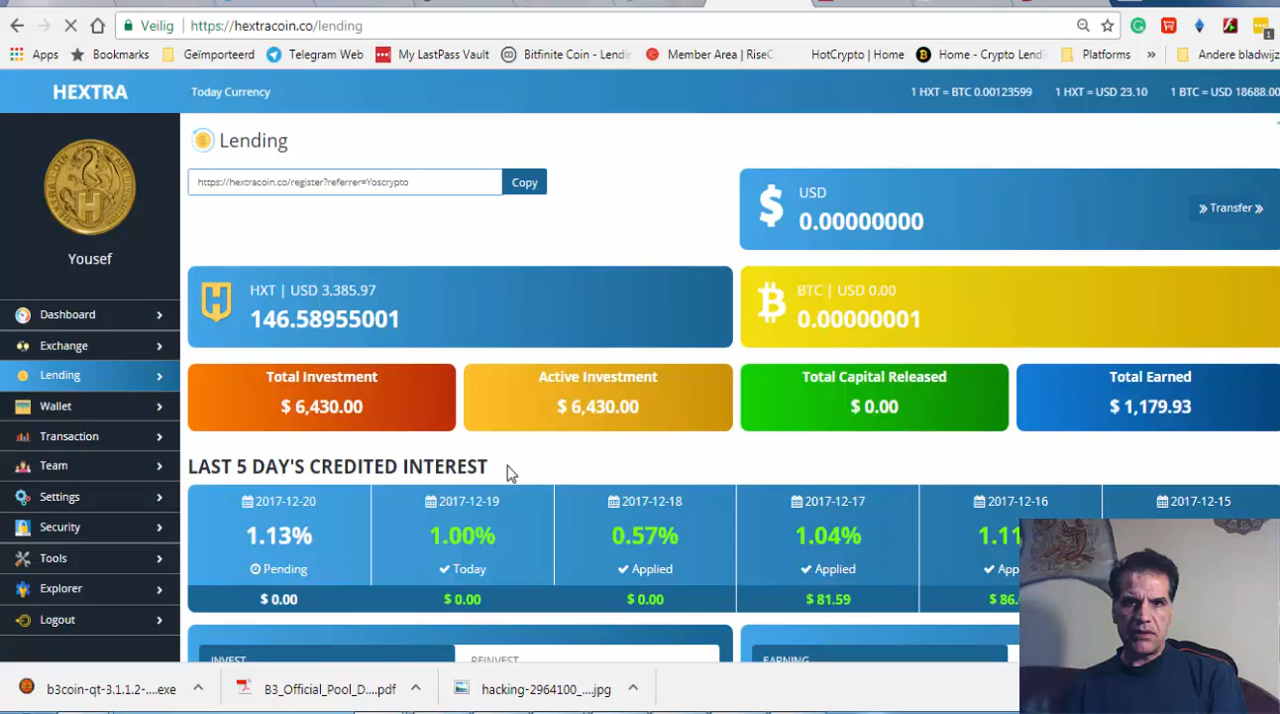 Veilig
https://hextracoin.co/lending
1
Apps
Bookmarks
Geïmporteerd
Telegram Web
My LastPass Vault
Bitfinite Coin - Lendin
Member Area | RiseC
HotCrypto | Home
Home - Crypto Lend
Platforms
»
Andere bladwijz
HEXTRA
Today Currency
1 HXT = BTC 0.00123599
1 HXT = USD 23.10
1 BTC = USD 18688.00
Yousef
Dashboard
Exchange
Lending
Wallet
Transaction
Team
Settings
Security
Tools
Explorer
Logout
Lending
https://hextracoin.co/register?referrer=Yoscrypto
Copy
USD
0.00000000
Transfer
HXT | USD 3,385.97
146.58955001
BTC | USD 0.00
0.00000001
Total Investment
$ 6,430.00
Active Investment
$ 6,430.00
Total Capital Released
$ 0.00
Total Earned
$ 1,179.93
LAST 5 DAY'S CREDITED INTEREST
2017-12-20
2017-12-19
2017-12-18
2017-12-17
2017-12-16
2017-12-15
1.13%
1.00%
0.57%
1.04%
1.11
Pending
Today
Applied
Applied
App
$ 0.00
$ 0.00
$ 0.00
$ 81.59
$ 86.
INVEST
REINVEST
EARNING
b3coin-qt-3.1.1.2-....exe
B3_Official_Pool_D....pdf
hacking-2964100_....jpg